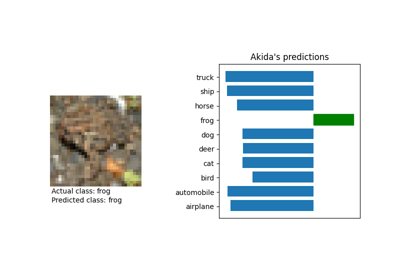 Akida's predictions
truck
ship
horse
frog
dog
deer
cat
bird
automobile
airplane
Actual class: frog
Predicted class: frog